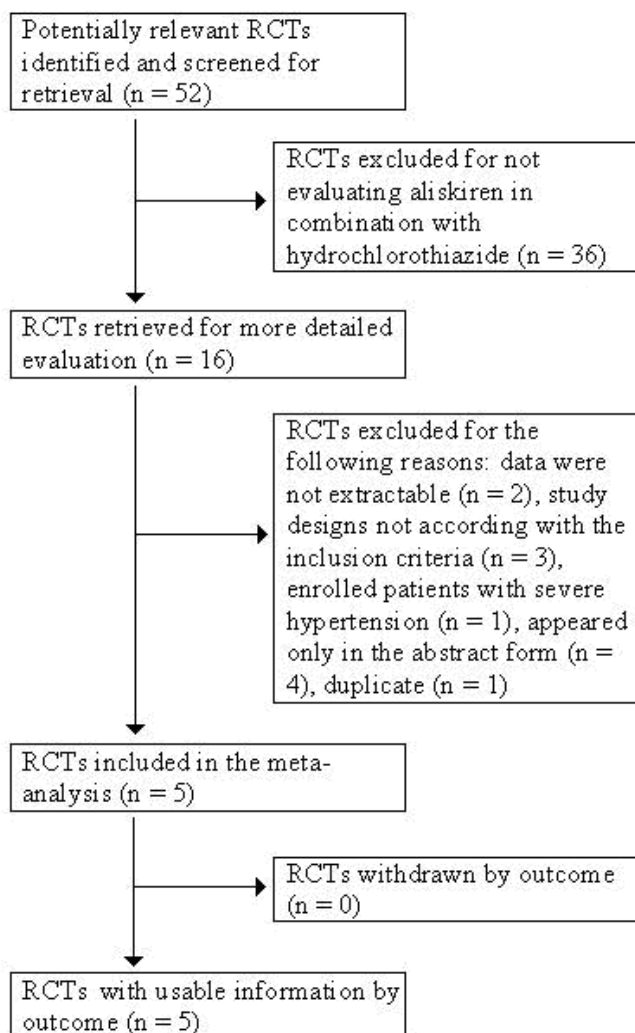 Potentially relevant RCTs
identified and screened for
retrieval (n = 52)
RCTs excluded for not
evaluating aliskiren in
combination with
hydrochlorothiazide (n = 36)
RCTs retrieved for more detailed
evaluation (n = 16)
RCTs excluded for the
following reasons: data were
not extractable (n = 2), study
designs not according with the
inclusion criteria (n = 3),
enrolled patients with severe
hypertension (n = 1), appeared
only in the abstract form (n =
4), duplicate (n = 1)
RCTs included in the meta-
analysis (n = 5)
RCTs withdrawn by outcome
(n = 0)
RCTs with usable information by
outcome (n = 5)